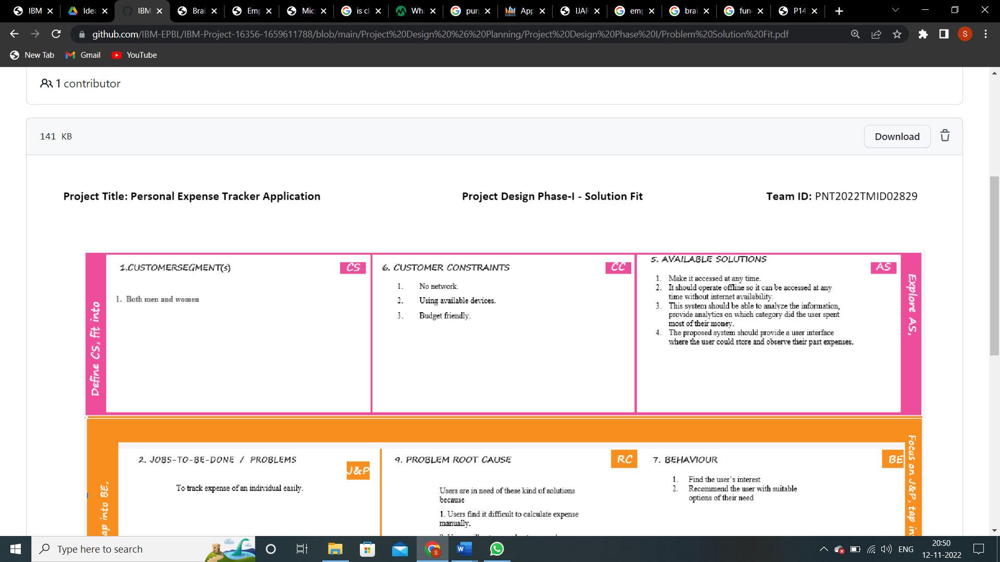 IBM
Idea
IBM
Brai
Emp
Mic
is cl
Wha
pur
App
IJAR
emp
brai
fun
P14
github.com/IBM-EPBL/IBM-Project-16356-1659611788/blob/main/Project%20Design%20%26%20Planning/Project%20Design%20Phase%20I/Problem%20Solution%20Fit.pdf
S
New Tab
Gmail
YouTube
1 contributor
141 KB
Download
Project Title: Personal Expense Tracker Application
Project Design Phase-I - Solution Fit
Team ID: PNT2022TMID02829
Define CS, fit into
1.CUSTOMERSEGMENT(s)
CS
1. Both men and women
6. CUSTOMER CONSTRAINTS
CC
1. No network.
2. Using available devices.
3. Budget friendly.
5. AVAILABLE SOLUTIONS
AS
1. Make it accessed at any time.
2. It should operate offline so it can be accessed at any
time without internet availability.
3. This system should be able to analyze the information,
provide analytics on which category did the user spent
most of their money.
4. The proposed system should provide a user interface
where the user could store and observe their past expenses.
Explore AS,
ap into BE,
2. JOBS-TO-BE-DONE / PROBLEMS
J&P
To track expense of an individual easily.
9. PROBLEM ROOT CAUSE
RC
Users are in need of these kind of solutions
because
1. Users find it difficult to calculate expense
manually.
7. BEHAVIOUR
BE
1. Find the user's interest
2. Recommend the user with suitable
options of their need
Focus on J&P, tap in
Type here to search
ENG
20:50
12-11-2022